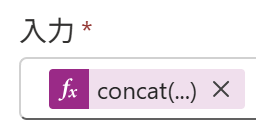 入力 *
fx concat(...) ×